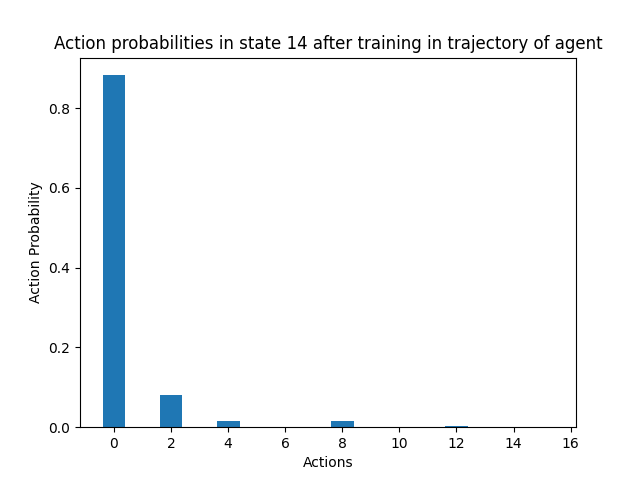 Action probabilities in state 14 after training in trajectory of agent
0.8
0.6
0.4
0.2
0.0
Action Probability
0 2 4 6 8 10 12 14 16
Actions